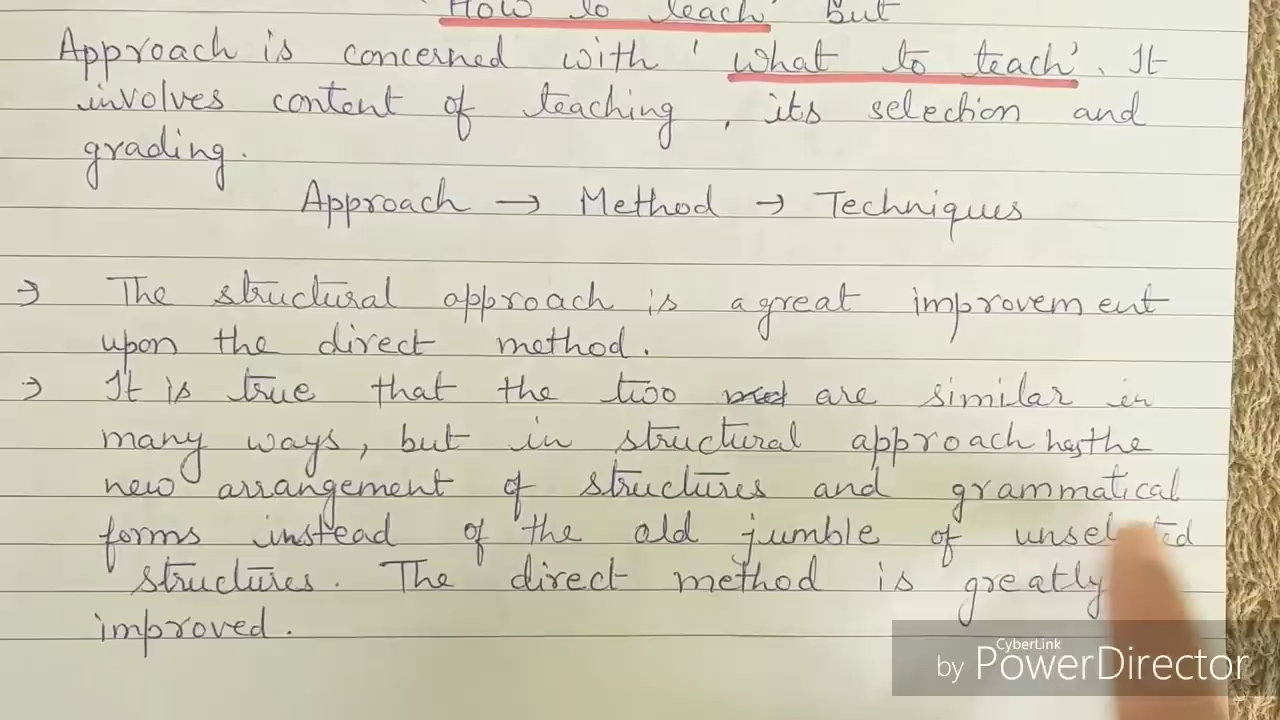 'How to teach' But
Approach is concerned with 'what to teach'. It
involves content of teaching, its selection and
grading.
Approach → Method → Techniques
→ The structural approach is a great improvement
upon the direct method.
→ It is true that the two are similar in
many ways, but in structural approach has the
new arrangement of structures and grammatical
forms instead of the old jumble of unselected
structures. The direct method is greatly
improved.
by CyberLink PowerDirector